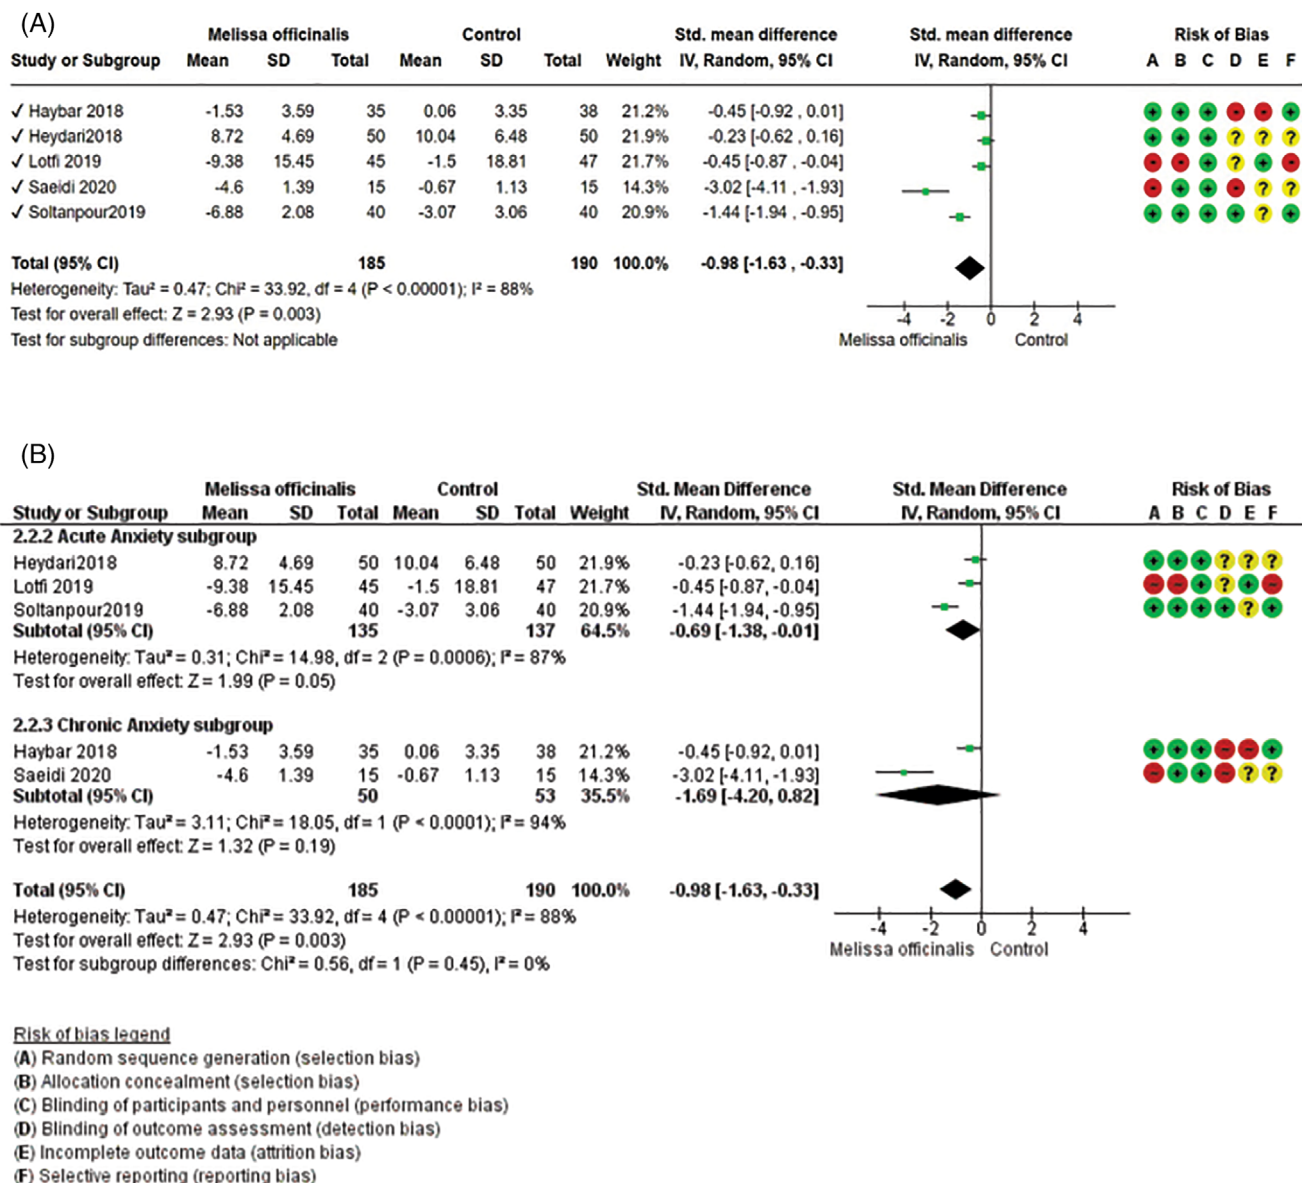 (A)
Melissa officinalis Control Std. mean difference Std. mean difference Risk of Bias
Study or Subgroup Mean SD Total Mean SD Total Weight IV, Random, 95% CI IV, Random, 95% CI A B C D E F
✓ Haybar 2018 -1.53 3.59 35 0.06 3.35 38 21.2% -0.45 [-0.92 , 0.01] + + + - - +
✓ Heydari2018 8.72 4.69 50 10.04 6.48 50 21.9% -0.23 [-0.62 , 0.16] + + + ? ? ?
✓ Lotfi 2019 -9.38 15.45 45 -1.5 18.81 47 21.7% -0.45 [-0.87 , -0.04] - - + ? + -
✓ Saeidi 2020 -4.6 1.39 15 -0.67 1.13 15 14.3% -3.02 [-4.11 , -1.93] - + + - ? ?
✓ Soltanpour2019 -6.88 2.08 40 -3.07 3.06 40 20.9% -1.44 [-1.94 , -0.95] + + + + ? +
Total (95% CI) 185 190 100.0% -0.98 [-1.63 , -0.33]
Heterogeneity: Tau² = 0.47; Chi² = 33.92, df = 4 (P < 0.00001); I² = 88%
Test for overall effect: Z = 2.93 (P = 0.003)
Test for subgroup differences: Not applicable
-4 -2 0 2 4
Melissa officinalis Control
(B)
Melissa officinalis Control Std. Mean Difference Std. Mean Difference Risk of Bias
Study or Subgroup Mean SD Total Mean SD Total Weight IV, Random, 95% CI IV, Random, 95% CI A B C D E F
2.2.2 Acute Anxiety subgroup
Heydari2018 8.72 4.69 50 10.04 6.48 50 21.9% -0.23 [-0.62, 0.16] + + + ? ? ?
Lotfi 2019 -9.38 15.45 45 -1.5 18.81 47 21.7% -0.45 [-0.87, -0.04] - - + ? + -
Soltanpour2019 -6.88 2.08 40 -3.07 3.06 40 20.9% -1.44 [-1.94, -0.95] + + + + ? +
Subtotal (95% CI) 135 137 64.5% -0.69 [-1.38, -0.01]
Heterogeneity: Tau² = 0.31; Chi² = 14.98, df = 2 (P = 0.0006); I² = 87%
Test for overall effect: Z = 1.99 (P = 0.05)
2.2.3 Chronic Anxiety subgroup
Haybar 2018 -1.53 3.59 35 0.06 3.35 38 21.2% -0.45 [-0.92, 0.01] + + + - - +
Saeidi 2020 -4.6 1.39 15 -0.67 1.13 15 14.3% -3.02 [-4.11, -1.93] - + + - ? ?
Subtotal (95% CI) 50 53 35.5% -1.69 [-4.20, 0.82]
Heterogeneity: Tau² = 3.11; Chi² = 18.05, df = 1 (P < 0.0001); I² = 94%
Test for overall effect: Z = 1.32 (P = 0.19)
Total (95% CI) 185 190 100.0% -0.98 [-1.63, -0.33]
Heterogeneity: Tau² = 0.47; Chi² = 33.92, df = 4 (P < 0.00001); I² = 88%
Test for overall effect: Z = 2.93 (P = 0.003)
Test for subgroup differences: Chi² = 0.56, df = 1 (P = 0.45), I² = 0%
-4 -2 0 2 4
Melissa officinalis Control
Risk of bias legend
(A) Random sequence generation (selection bias)
(B) Allocation concealment (selection bias)
(C) Blinding of participants and personnel (performance bias)
(D) Blinding of outcome assessment (detection bias)
(E) Incomplete outcome data (attrition bias)
(F) Selective reporting (reporting bias)